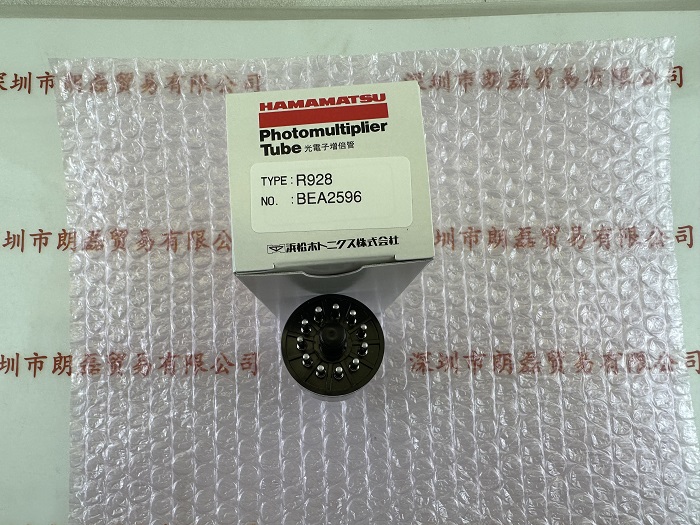 深圳市朗磊贸易有限公司
深圳市朗磊贸易有限公司
HAMAMATSU
Photomultiplier
Tube 光電子増倍管
TYPE: R928
NO. : BEA2596
浜松ホトニクス株式会社
圳市朗磊贸易有限公司
深圳市朗磊贸易有限公司
圳市朗磊贸易有限公司
深圳市朗磊贸易有限公司